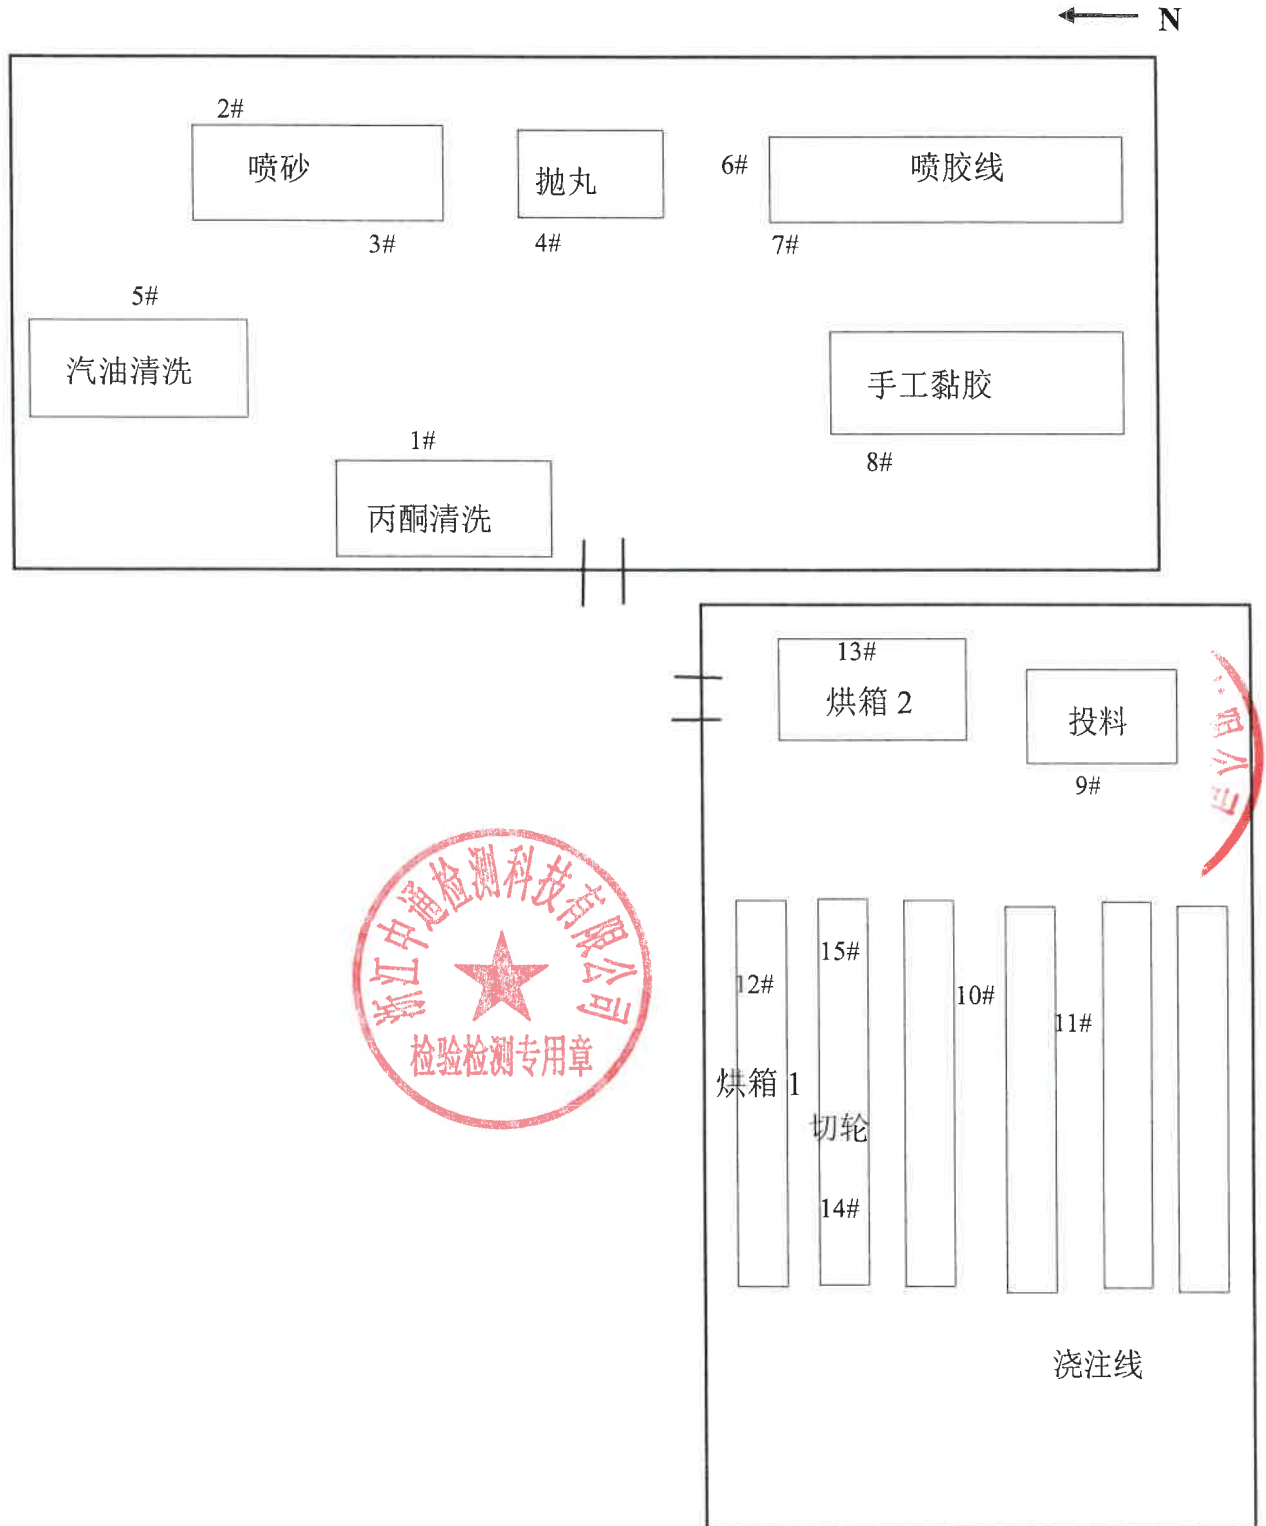 N
2#
喷砂
抛丸
6#
喷胶线
3#
4#
7#
5#
汽油清洗
手工黏胶
1#
8#
丙酮清洗
13#
烘箱 2
投料
9#
限公司
浙江中通检测科技有限公司
检验检测专用章
15#
12#
10#
11#
烘箱 1
切轮
14#
浇注线